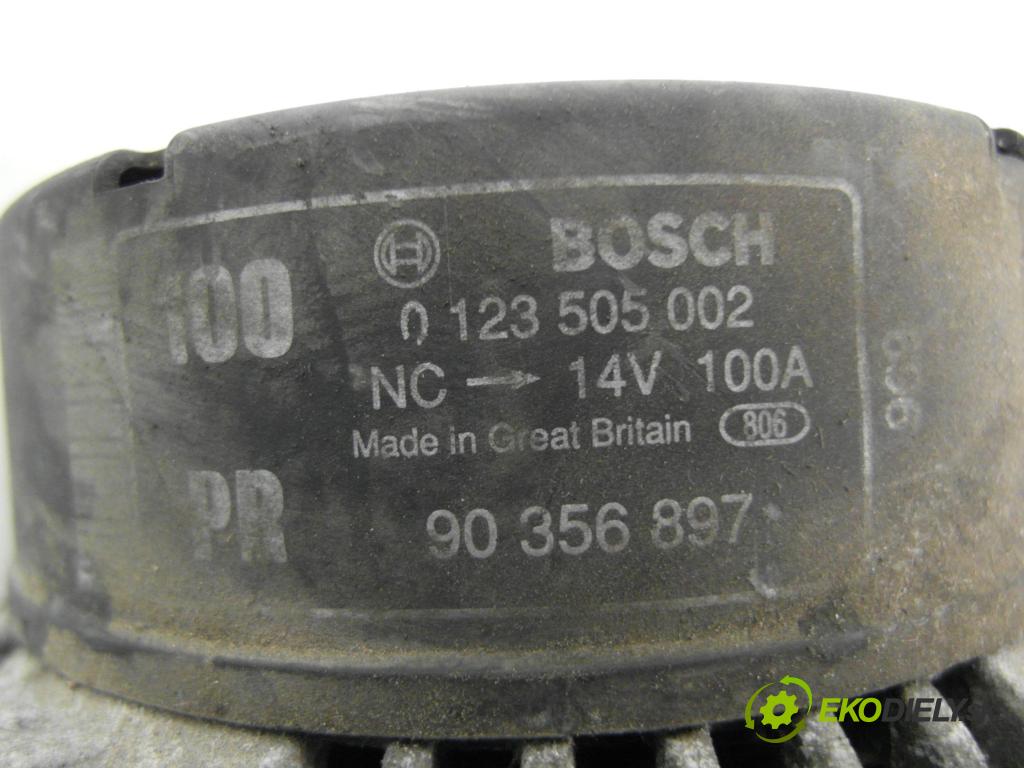 100
BOSCH
0 123 505 002
NC → 14V 100A
Made in Great Britain 806
PR
90 356 897
EKODIELY